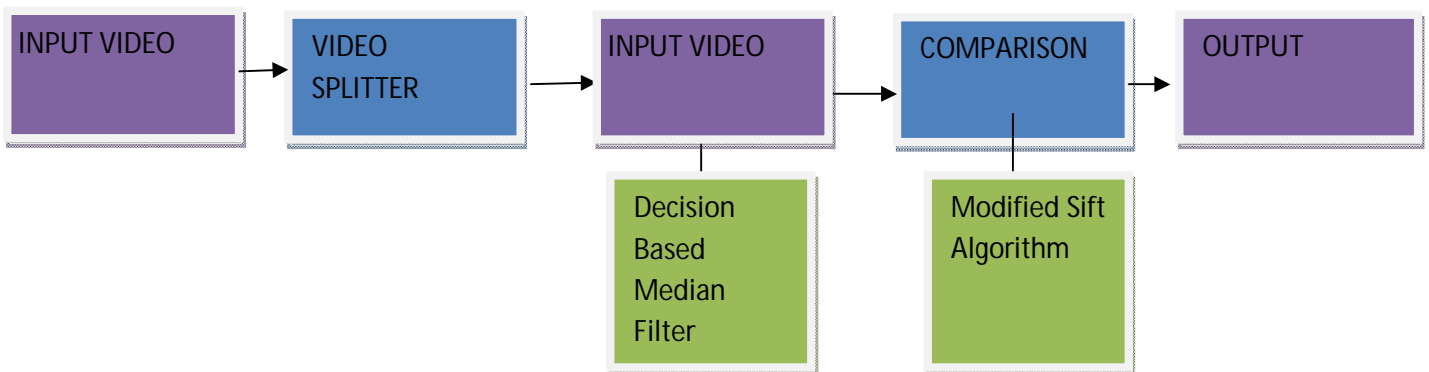 INPUT VIDEO
VIDEO
SPLITTER
INPUT VIDEO
COMPARISON
OUTPUT
Decision
Based
Median
Filter
Modified Sift
Algorithm